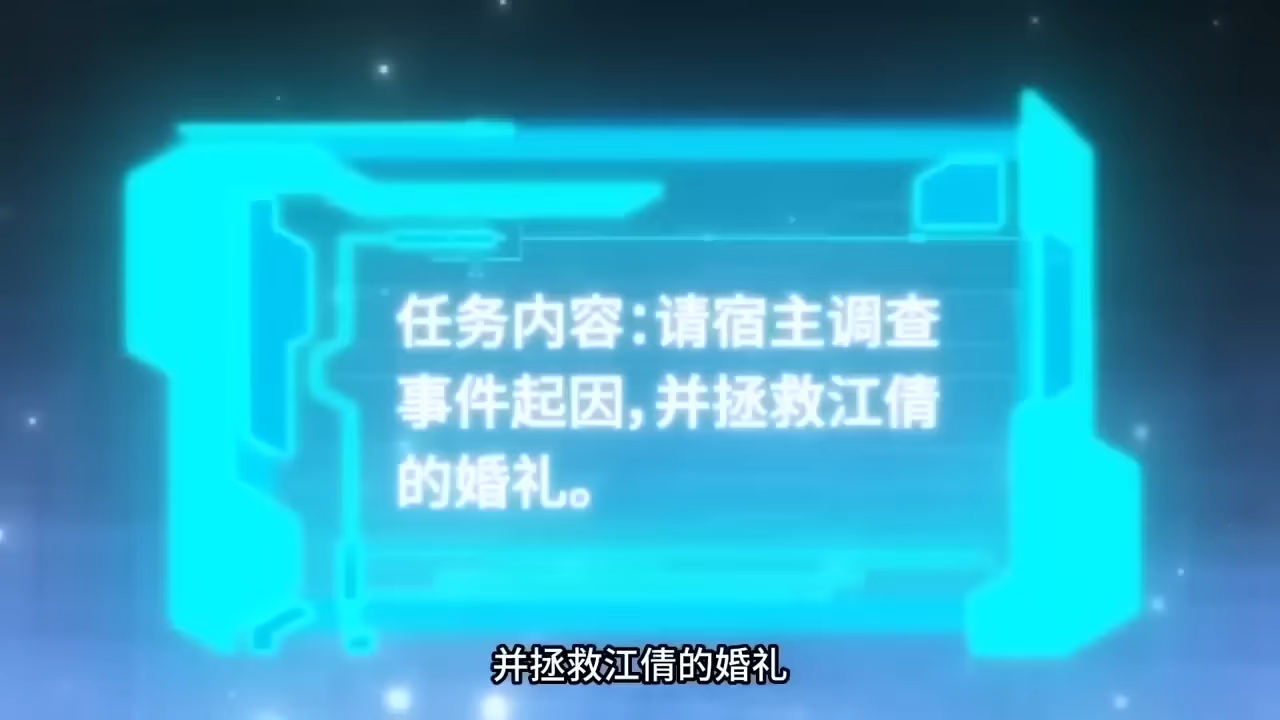 任务内容:请宿主调查
事件起因,并拯救江倩
的婚礼。
并拯救江倩的婚礼